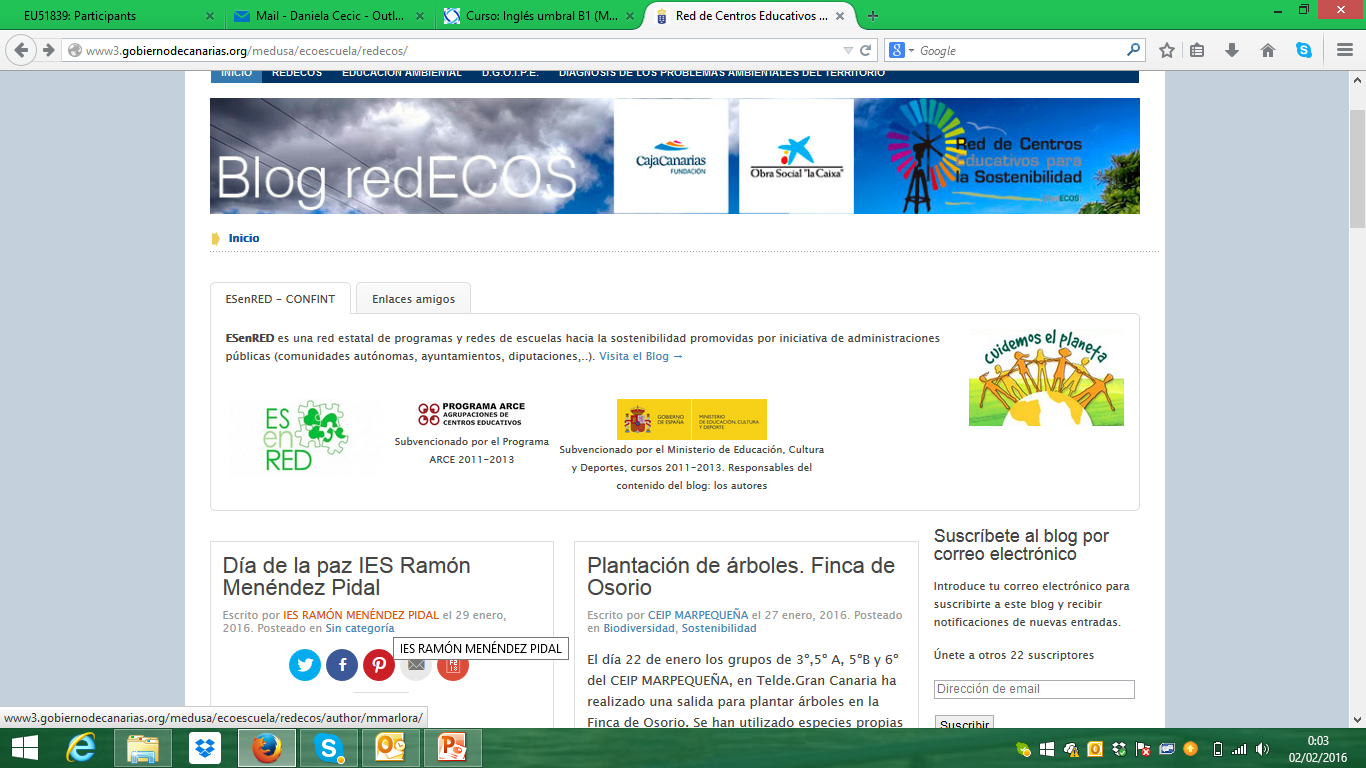 EU51839: Participants
Mail - Daniela Cecic - Outl...
Curso: Inglés umbral B1 (M...
Red de Centros Educativos ...
www3.gobiernodecanarias.org/medusa/ecoescuela/redecos/
Google
INICIO REDECOS EDUCACIÓN AMBIENTAL D.G.O.I.P.E. DIAGNOSIS DE LOS PROBLEMAS AMBIENTALES DEL TERRITORIO
Blog redECOS
CajaCanarias
FUNDACIÓN
Obra Social "la Caixa"
Red de Centros
Educativos para
la Sostenibilidad
redECOS
Inicio
ESenRED – CONFINT
Enlaces amigos
ESenRED es una red estatal de programas y redes de escuelas hacia la sostenibilidad promovidas por iniciativa de administraciones
públicas (comunidades autónomas, ayuntamientos, diputaciones,..). Visita el Blog →
Cuidemos el planeta
ES
en
RED
PROGRAMA ARCE
AGRUPACIONES DE
CENTROS EDUCATIVOS
Subvencionado por el Programa
ARCE 2011-2013
GOBIERNO
DE ESPAÑA
MINISTERIO
DE EDUCACIÓN, CULTURA
Y DEPORTE
Subvencionado por el Ministerio de Educación, Cultura
y Deportes, cursos 2011-2013. Responsables del
contenido del blog: los autores
Día de la paz IES Ramón
Menéndez Pidal
Escrito por IES RAMÓN MENÉNDEZ PIDAL el 29 enero,
2016. Posteado en Sin categoría
IES RAMÓN MENÉNDEZ PIDAL
Plantación de árboles. Finca de
Osorio
Escrito por CEIP MARPEQUEÑA el 27 enero, 2016. Posteado
en Biodiversidad, Sostenibilidad
El día 22 de enero los grupos de 3º,5º A, 5ºB y 6º
del CEIP MARPEQUEÑA, en Telde.Gran Canaria ha
realizado una salida para plantar árboles en la
Finca de Osorio. Se han utilizado especies propias
Suscríbete al blog por
correo electrónico
Introduce tu correo electrónico para
suscribirte a este blog y recibir
notificaciones de nuevas entradas.
Únete a otros 22 suscriptores
Dirección de email
Suscribir
www3.gobiernodecanarias.org/medusa/ecoescuela/redecos/author/mmarlora/
0:03
02/02/2016